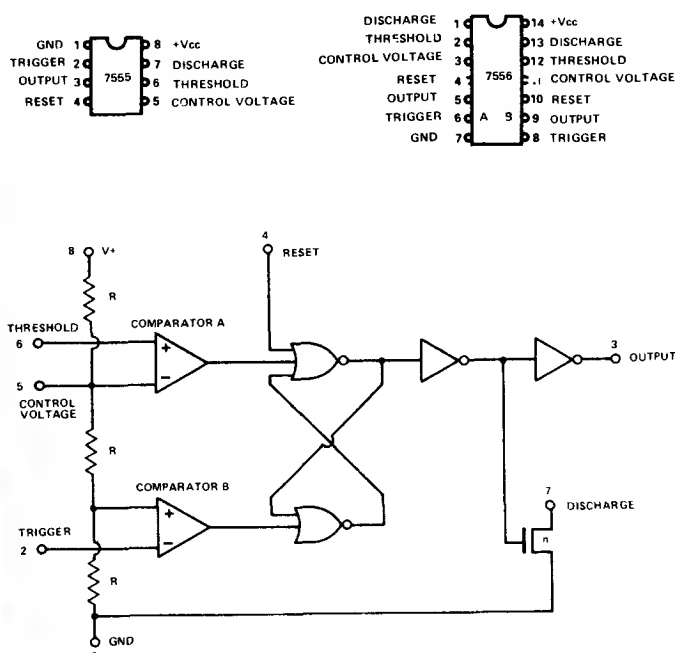 GND 1 8 +Vcc
TRIGGER 2 7 DISCHARGE
OUTPUT 3 7555 6 THRESHOLD
RESET 4 5 CONTROL VOLTAGE
DISCHARGE 1 14 +Vcc
THRESHOLD 2 13 DISCHARGE
CONTROL VOLTAGE 3 12 THRESHOLD
RESET 4 7556 CONTROL VOLTAGE
OUTPUT 5 10 RESET
TRIGGER 6 A B 9 OUTPUT
GND 7 8 TRIGGER
8 V+
R
4
RESET
THRESHOLD
6
COMPARATOR A
+
−
3
OUTPUT
5
CONTROL
VOLTAGE
R
COMPARATOR B
+
−
TRIGGER
2
7
DISCHARGE
n
R
GND